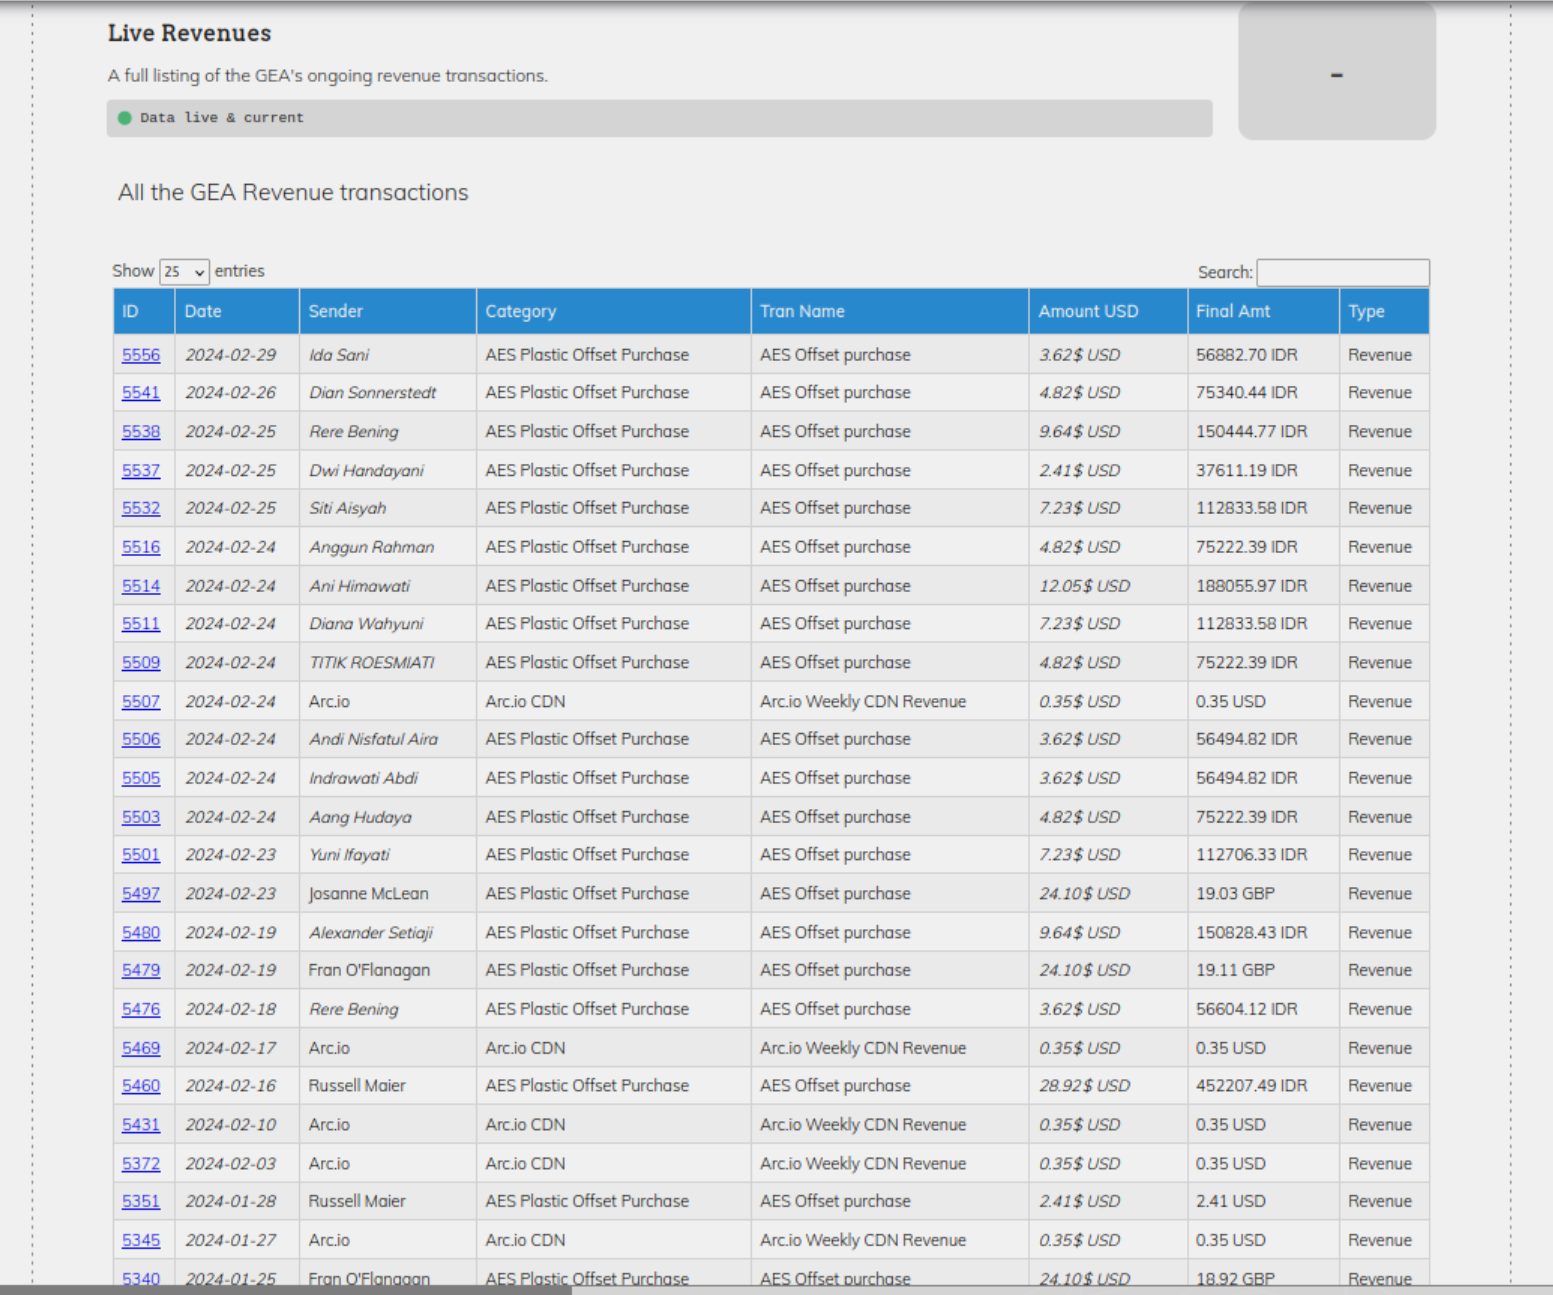 Live Revenues
A full listing of the GEA's ongoing revenue transactions.
-
Data live & current
All the GEA Revenue transactions
Show 25 entries Search:
ID Date Sender Category Tran Name Amount USD Final Amt Type
5556 2024-02-29 Ida Sani AES Plastic Offset Purchase AES Offset purchase 3.62$ USD 56882.70 IDR Revenue
5541 2024-02-26 Dian Sonnerstedt AES Plastic Offset Purchase AES Offset purchase 4.82$ USD 75340.44 IDR Revenue
5538 2024-02-25 Rere Bening AES Plastic Offset Purchase AES Offset purchase 9.64$ USD 150444.77 IDR Revenue
5537 2024-02-25 Dwi Handayani AES Plastic Offset Purchase AES Offset purchase 2.41$ USD 37611.19 IDR Revenue
5532 2024-02-25 Siti Aisyah AES Plastic Offset Purchase AES Offset purchase 7.23$ USD 112833.58 IDR Revenue
5516 2024-02-24 Anggun Rahman AES Plastic Offset Purchase AES Offset purchase 4.82$ USD 75222.39 IDR Revenue
5514 2024-02-24 Ani Himawati AES Plastic Offset Purchase AES Offset purchase 12.05$ USD 188055.97 IDR Revenue
5511 2024-02-24 Diana Wahyuni AES Plastic Offset Purchase AES Offset purchase 7.23$ USD 112833.58 IDR Revenue
5509 2024-02-24 TITIK ROESMIATI AES Plastic Offset Purchase AES Offset purchase 4.82$ USD 75222.39 IDR Revenue
5507 2024-02-24 Arc.io Arc.io CDN Arc.io Weekly CDN Revenue 0.35$ USD 0.35 USD Revenue
5506 2024-02-24 Andi Nisfatul Aira AES Plastic Offset Purchase AES Offset purchase 3.62$ USD 56494.82 IDR Revenue
5505 2024-02-24 Indrawati Abdi AES Plastic Offset Purchase AES Offset purchase 3.62$ USD 56494.82 IDR Revenue
5503 2024-02-24 Aang Hudaya AES Plastic Offset Purchase AES Offset purchase 4.82$ USD 75222.39 IDR Revenue
5501 2024-02-23 Yuni Ifayati AES Plastic Offset Purchase AES Offset purchase 7.23$ USD 112706.33 IDR Revenue
5497 2024-02-23 Josanne McLean AES Plastic Offset Purchase AES Offset purchase 24.10$ USD 19.03 GBP Revenue
5480 2024-02-19 Alexander Setiaji AES Plastic Offset Purchase AES Offset purchase 9.64$ USD 150828.43 IDR Revenue
5479 2024-02-19 Fran O'Flanagan AES Plastic Offset Purchase AES Offset purchase 24.10$ USD 19.11 GBP Revenue
5476 2024-02-18 Rere Bening AES Plastic Offset Purchase AES Offset purchase 3.62$ USD 56604.12 IDR Revenue
5469 2024-02-17 Arc.io Arc.io CDN Arc.io Weekly CDN Revenue 0.35$ USD 0.35 USD Revenue
5460 2024-02-16 Russell Maier AES Plastic Offset Purchase AES Offset purchase 28.92$ USD 452207.49 IDR Revenue
5431 2024-02-10 Arc.io Arc.io CDN Arc.io Weekly CDN Revenue 0.35$ USD 0.35 USD Revenue
5372 2024-02-03 Arc.io Arc.io CDN Arc.io Weekly CDN Revenue 0.35$ USD 0.35 USD Revenue
5351 2024-01-28 Russell Maier AES Plastic Offset Purchase AES Offset purchase 2.41$ USD 2.41 USD Revenue
5345 2024-01-27 Arc.io Arc.io CDN Arc.io Weekly CDN Revenue 0.35$ USD 0.35 USD Revenue
5340 2024-01-25 Fran O'Flanagan AES Plastic Offset Purchase AES Offset purchase 24.10$ USD 18.92 GBP Revenue